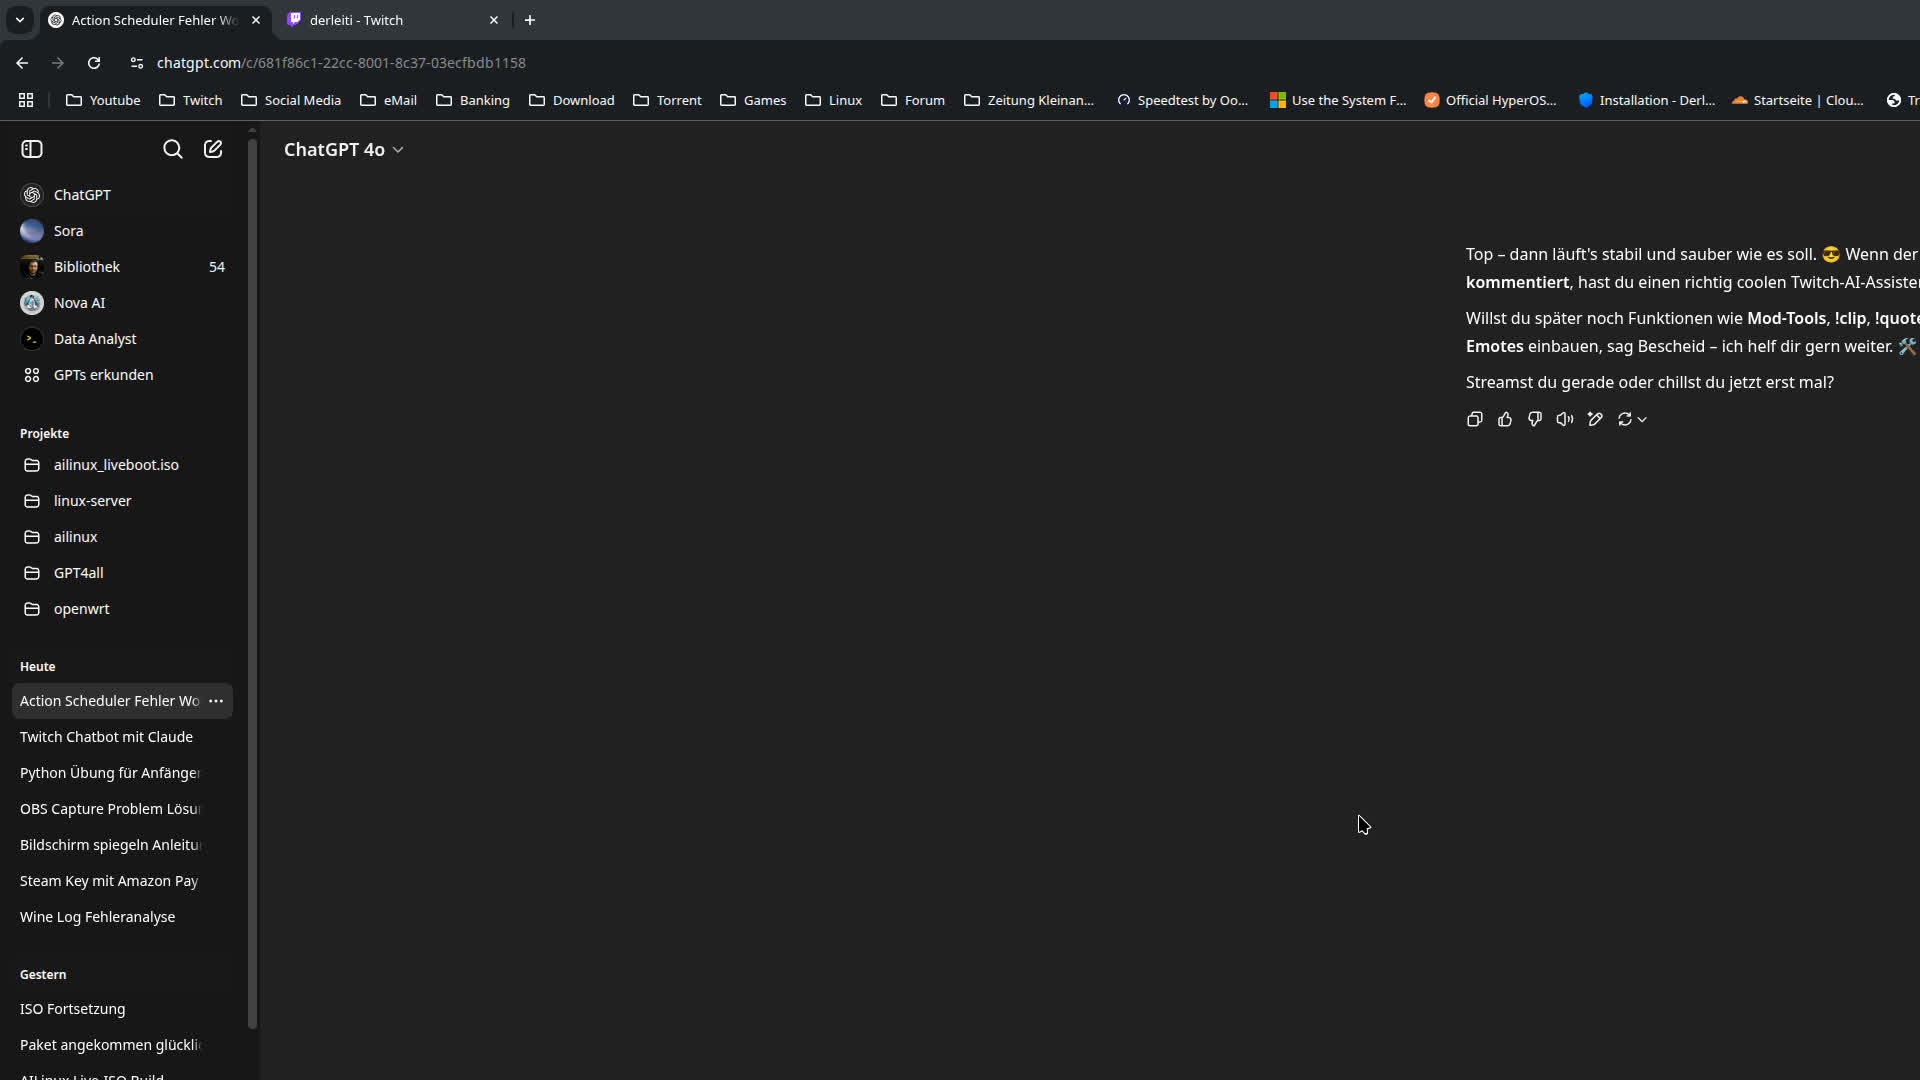 Action Scheduler Fehler Wo
derleiti - Twitch
chatgpt.com/c/681f86c1-22cc-8001-8c37-03ecfbdb1158
Youtube
Twitch
Social Media
eMail
Banking
Download
Torrent
Games
Linux
Forum
Zeitung Kleinan...
Speedtest by Oo...
Use the System F...
Official HyperOS...
Installation - Derl...
Startseite | Clou...
Tr
ChatGPT 4o
ChatGPT
Sora
Bibliothek 54
Nova AI
Data Analyst
GPTs erkunden
Projekte
ailinux_liveboot.iso
linux-server
ailinux
GPT4all
openwrt
Heute
Action Scheduler Fehler Wo
Twitch Chatbot mit Claude
Python Übung für Anfänger
OBS Capture Problem Lösu
Bildschirm spiegeln Anleitu
Steam Key mit Amazon Pay
Wine Log Fehleranalyse
Gestern
ISO Fortsetzung
Paket angekommen glückli
AILinux Live ISO Build
Top – dann läuft's stabil und sauber wie es soll. 😎 Wenn der
kommentiert, hast du einen richtig coolen Twitch-AI-Assiste
Willst du später noch Funktionen wie Mod-Tools, !clip, !quote
Emotes einbauen, sag Bescheid – ich helf dir gern weiter. 🛠️
Streamst du gerade oder chillst du jetzt erst mal?